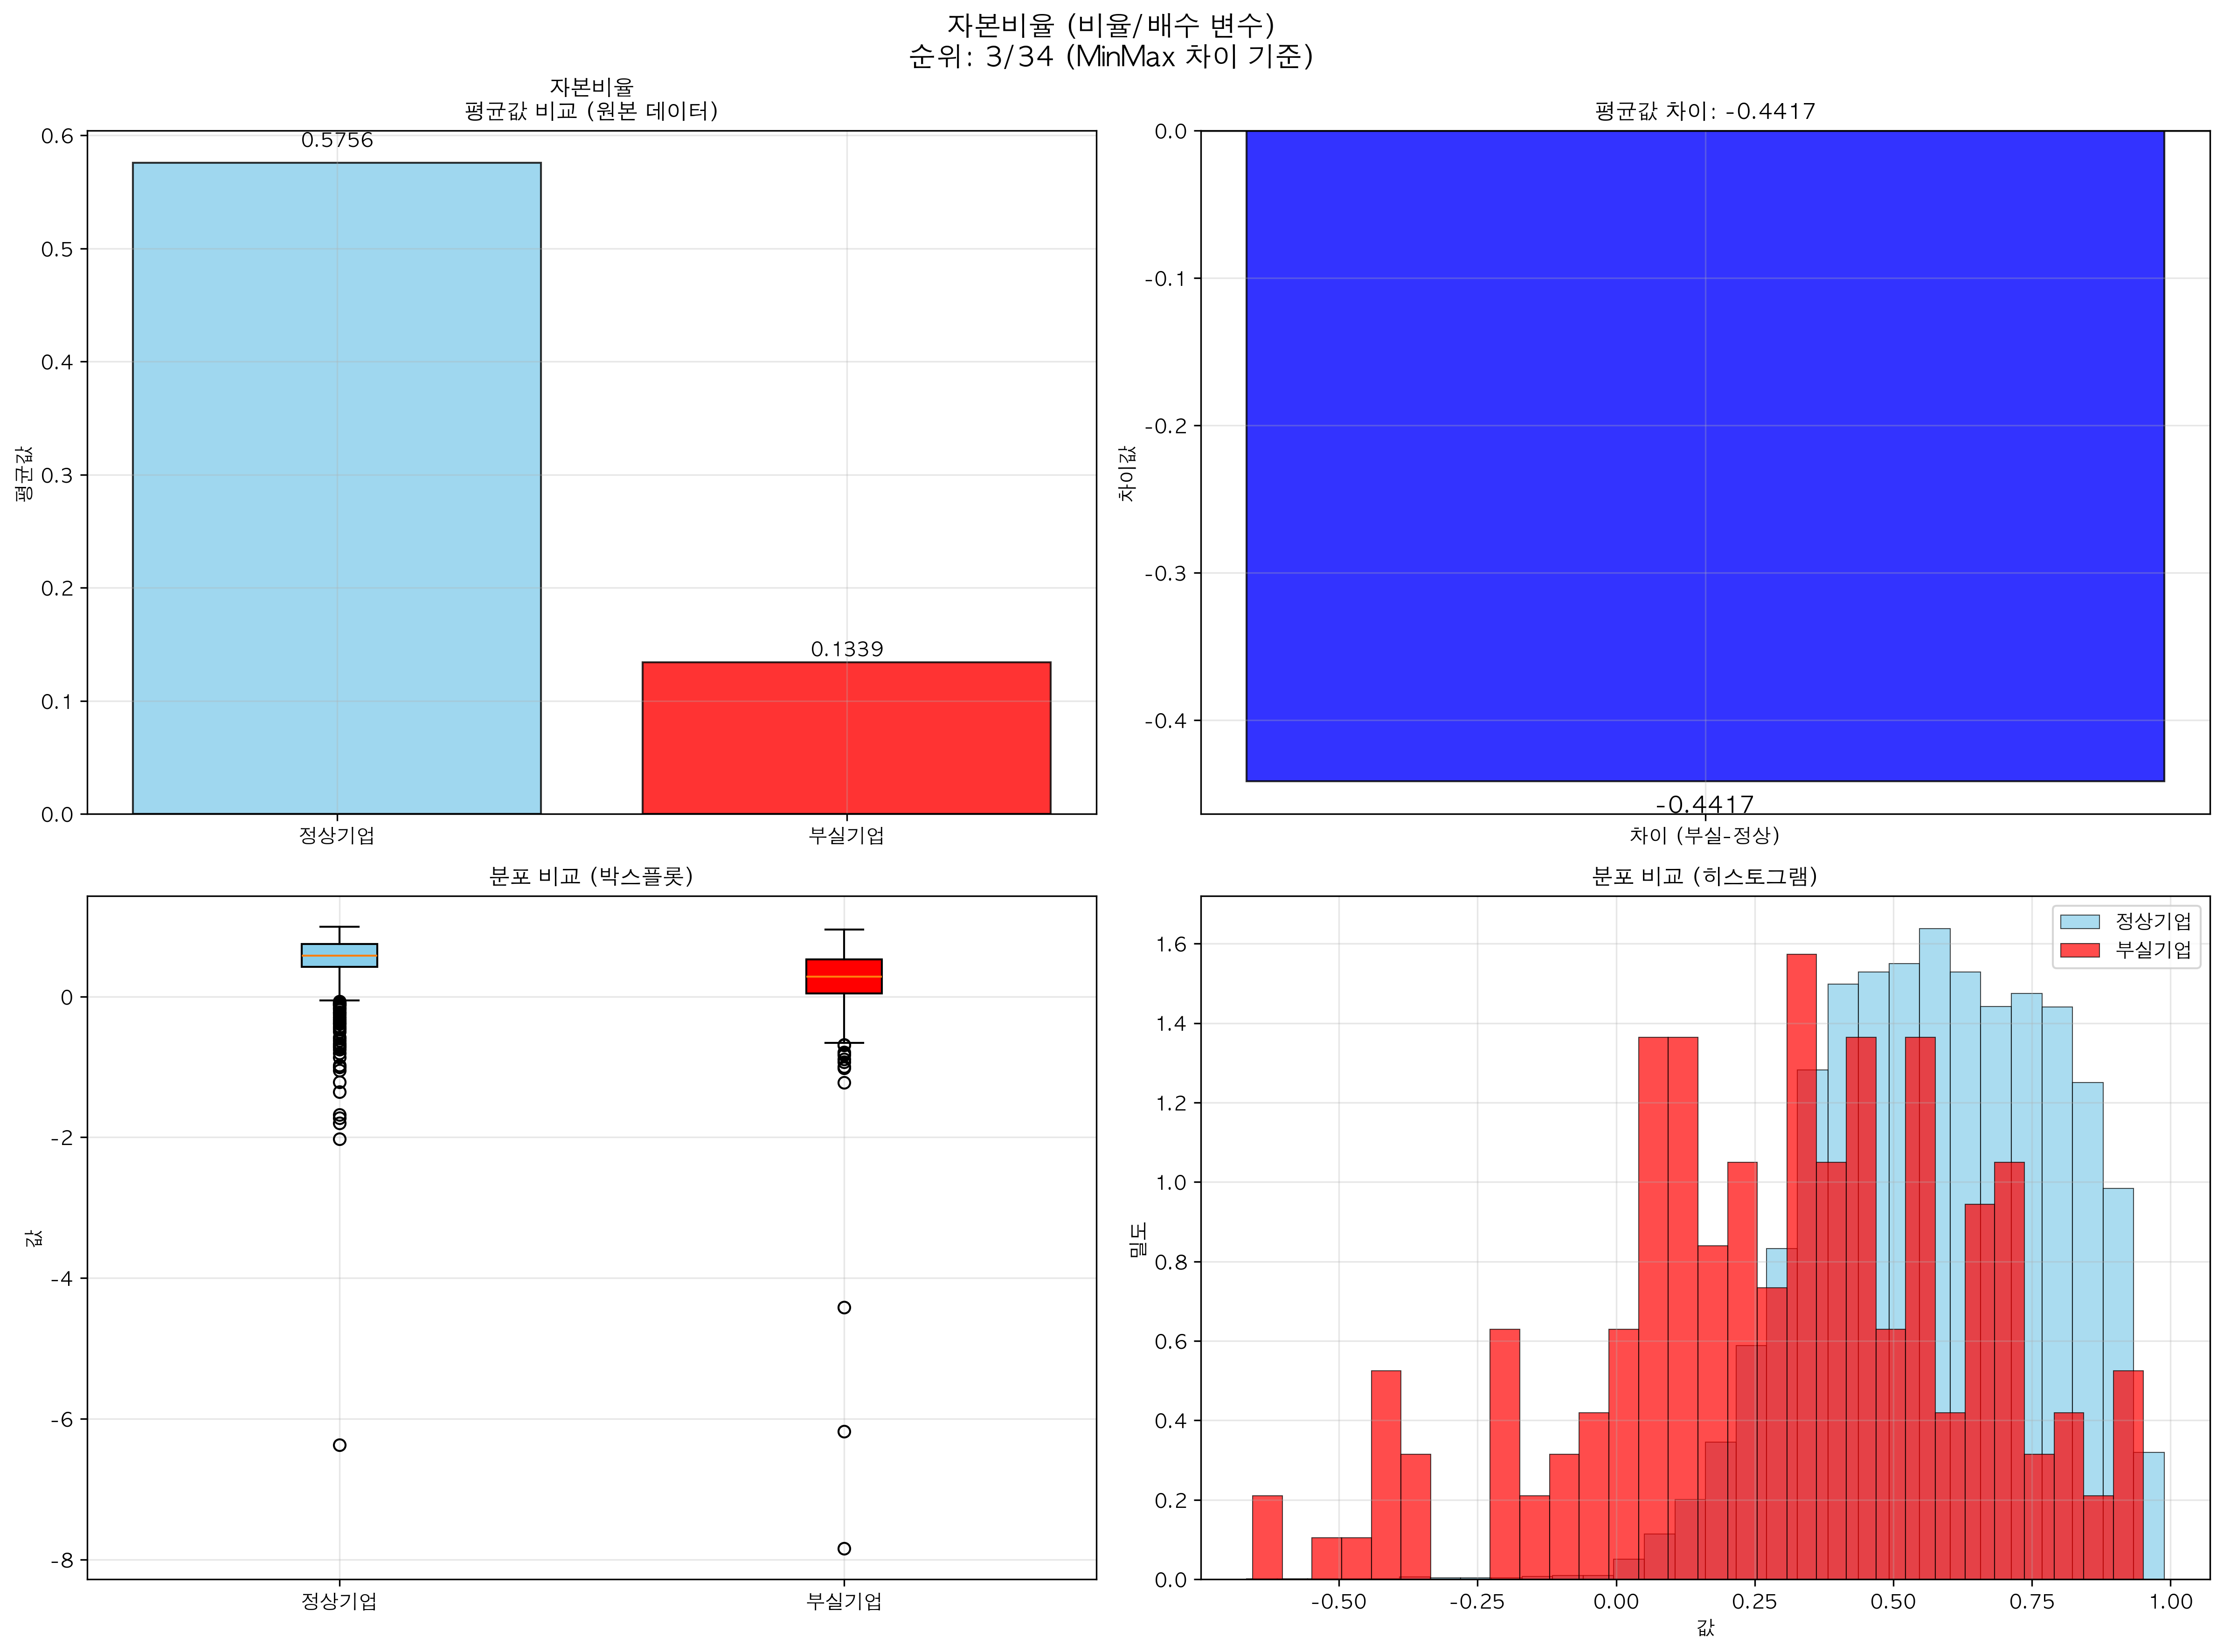 자본비율 (비율/배수 변수)
순위: 3/34 (MinMax 차이 기준)
자본비율
평균값 비교 (원본 데이터)
0.6
0.5
0.4
0.3
0.2
0.1
0.0
평균값
0.5756
0.1339
정상기업
부실기업
평균값 차이: -0.4417
0.0
-0.1
-0.2
-0.3
-0.4
차이값
-0.4417
차이 (부실-정상)
분포 비교 (박스플롯)
0
-2
-4
-6
-8
값
정상기업
부실기업
분포 비교 (히스토그램)
정상기업
부실기업
1.6
1.4
1.2
1.0
0.8
0.6
0.4
0.2
0.0
밀도
-0.50
-0.25
0.00
0.25
0.50
0.75
1.00
값